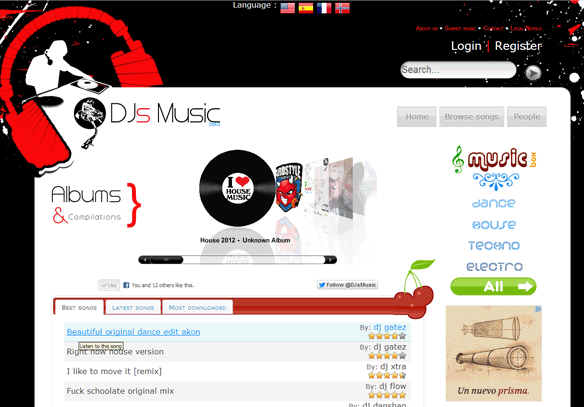 Language :
About us • Submit music • Contact • Legal Notice
Login | Register
Search...
DJs Music
Home
Browse songs
People
Albums
& Compilations
I ♥
HOUSE
MUSIC
House 2012 - Unknown Album
music box
DANCE
HOUSE
TECHNO
ELECTRO
All
Like
You and 12 others like this.
Follow @DJsMusic
Best songs
Latest songs
Most downloaded
Beautiful original dance edit akon
By: dj gatez
Listen to this song
Right now house version
By: dj gatez
I like to move it [remix]
By: dj xtra
Fuck schoolate original mix
By: dj flow
By: dj danshan
Un nuevo prisma.